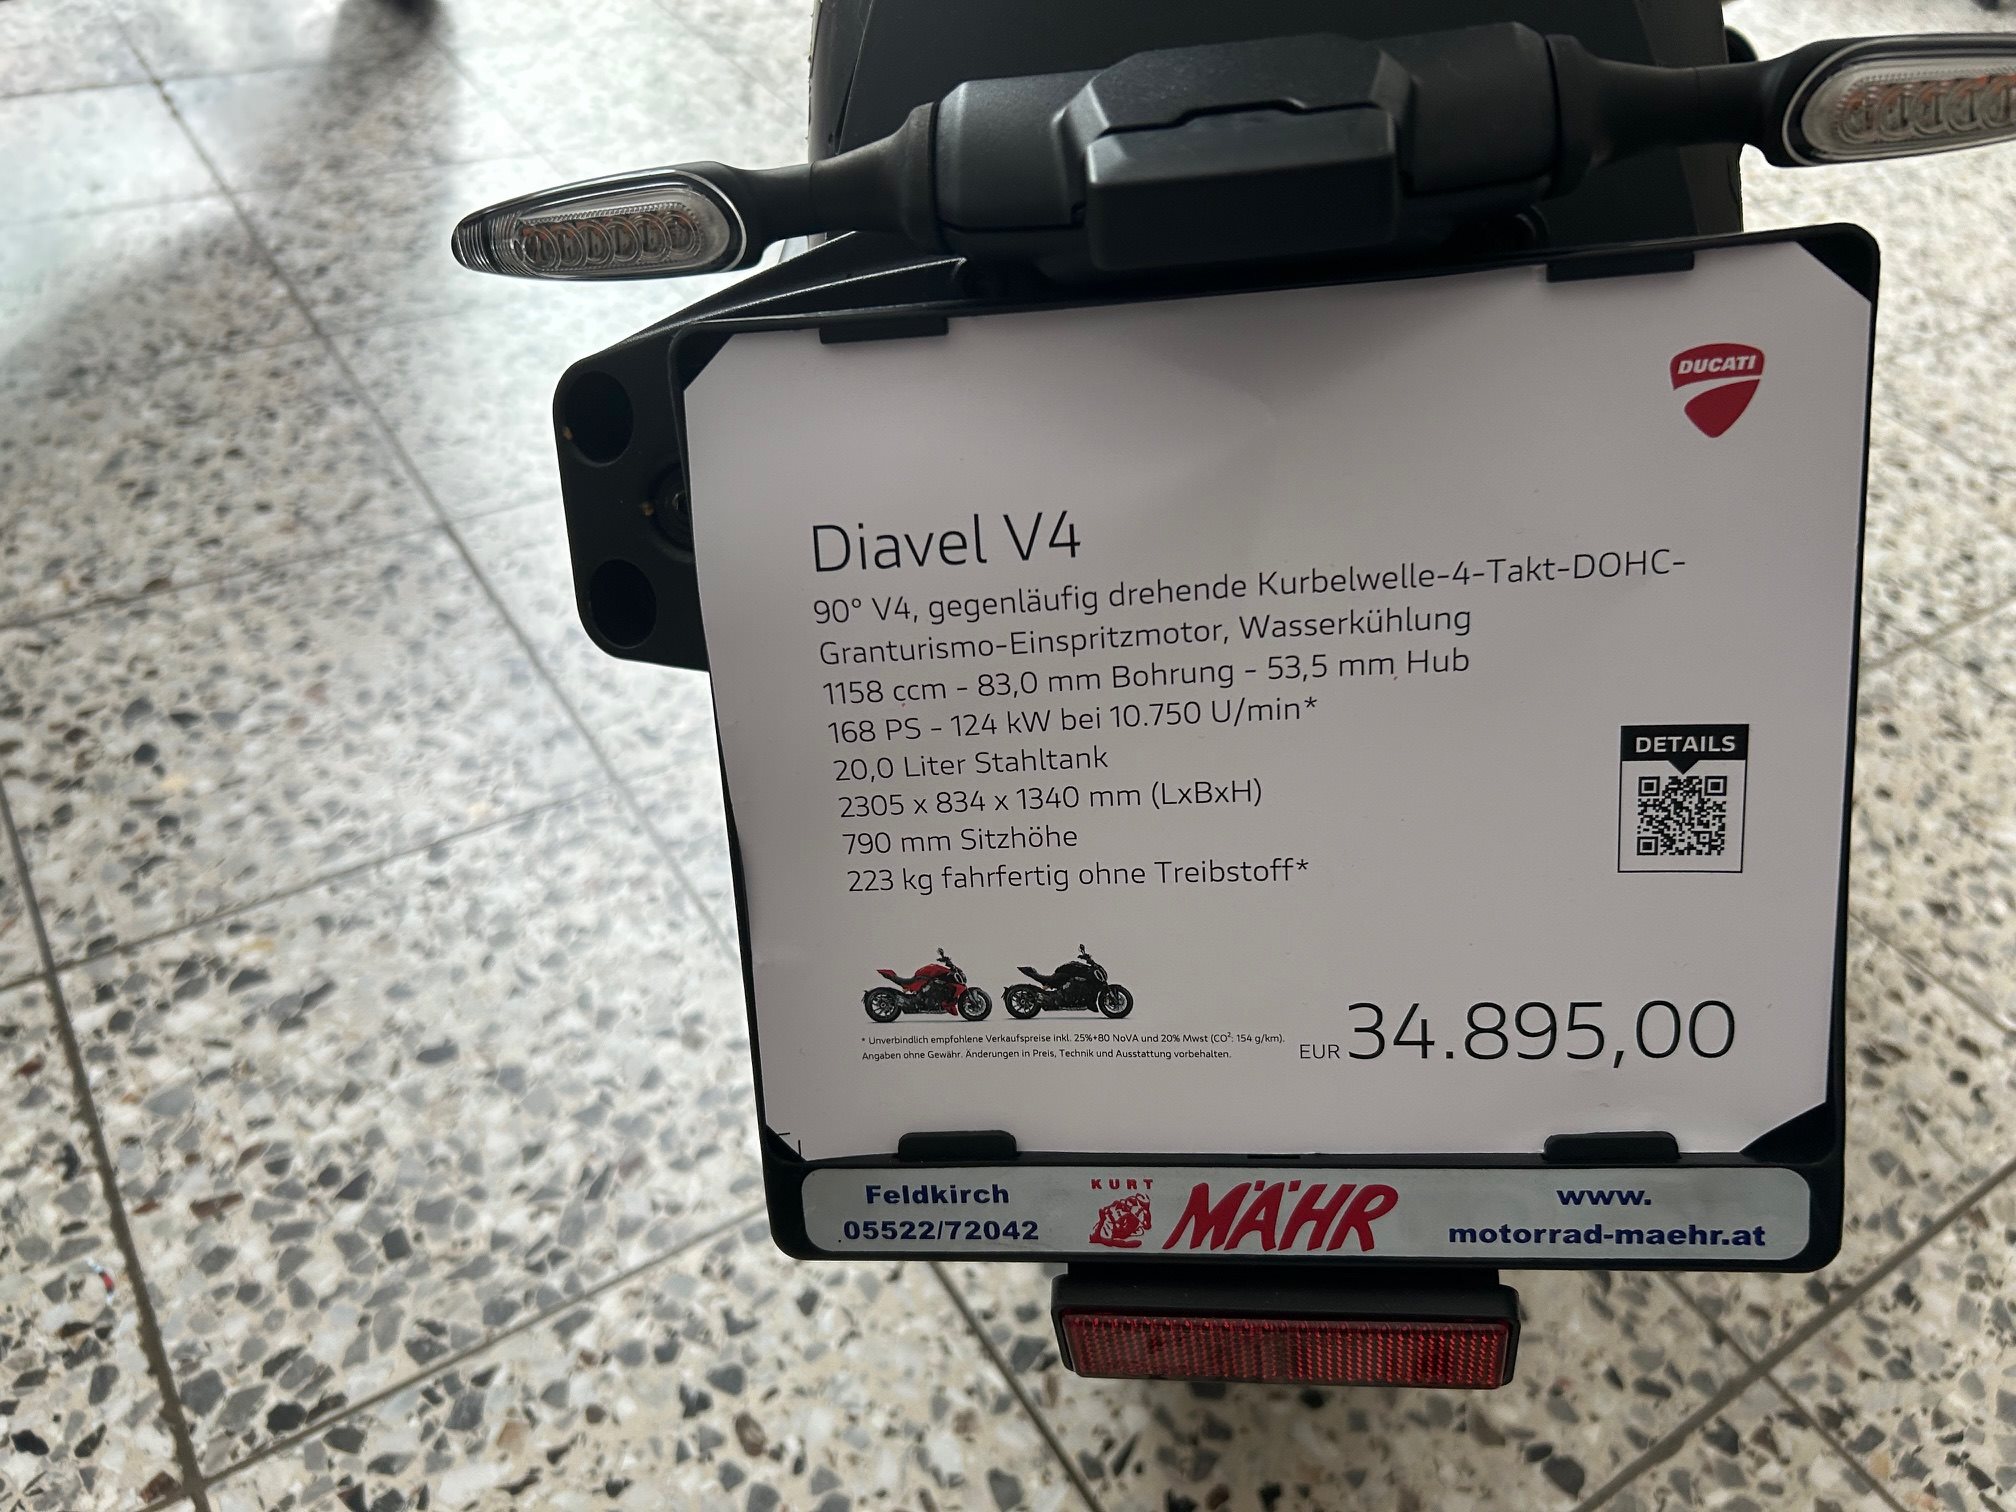 DUCATI
Diavel V4
90° V4, gegenläufig drehende Kurbelwelle-4-Takt-DOHC-
Granturismo-Einspritzmotor, Wasserkühlung
1158 ccm - 83,0 mm Bohrung - 53,5 mm Hub
168 PS - 124 kW bei 10.750 U/min*
20,0 Liter Stahltank
2305 x 834 x 1340 mm (LxBxH)
790 mm Sitzhöhe
223 kg fahrfertig ohne Treibstoff*
DETAILS
* Unverbindlich empfohlene Verkaufspreise inkl. 25%+80 NoVA und 20% Mwst (CO²: 154 g/km).
Angaben ohne Gewähr. Änderungen in Preis, Technik und Ausstattung vorbehalten.
EUR 34.895,00
Feldkirch
05522/72042
KURT
MÄHR
www.
motorrad-maehr.at